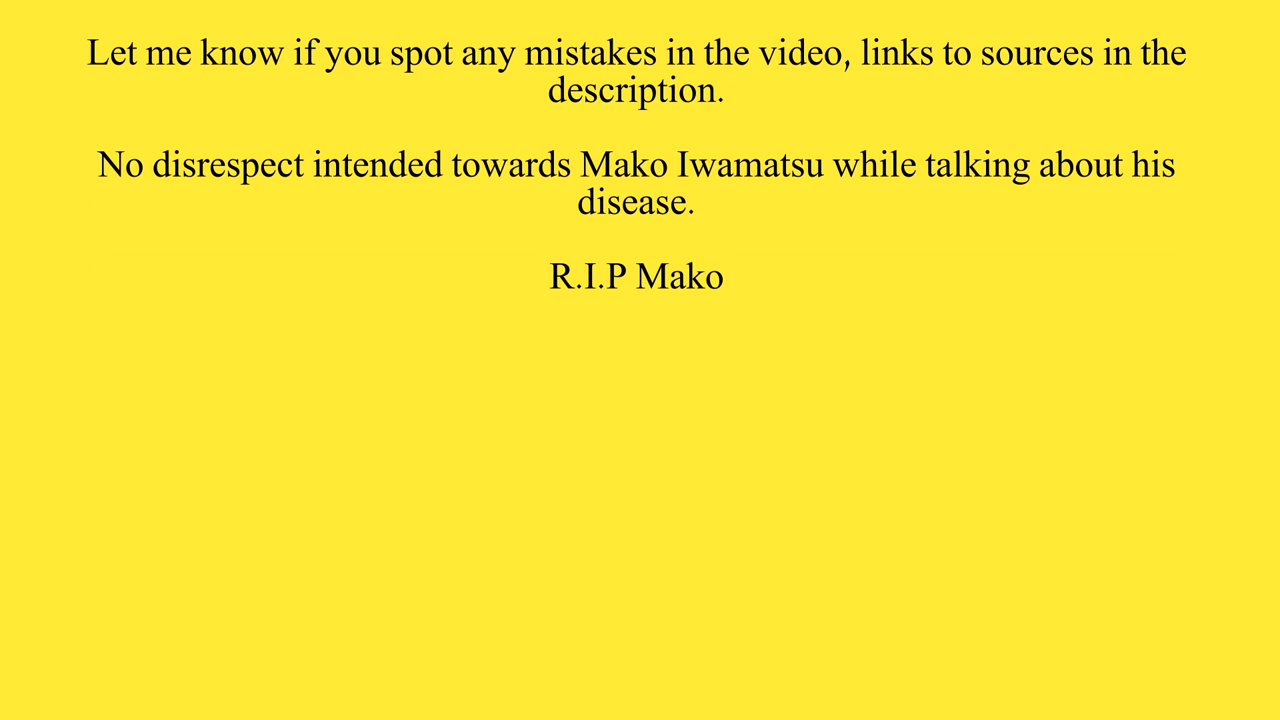 Let me know if you spot any mistakes in the video, links to sources in the
description.
No disrespect intended towards Mako Iwamatsu while talking about his
disease.
R.I.P Mako